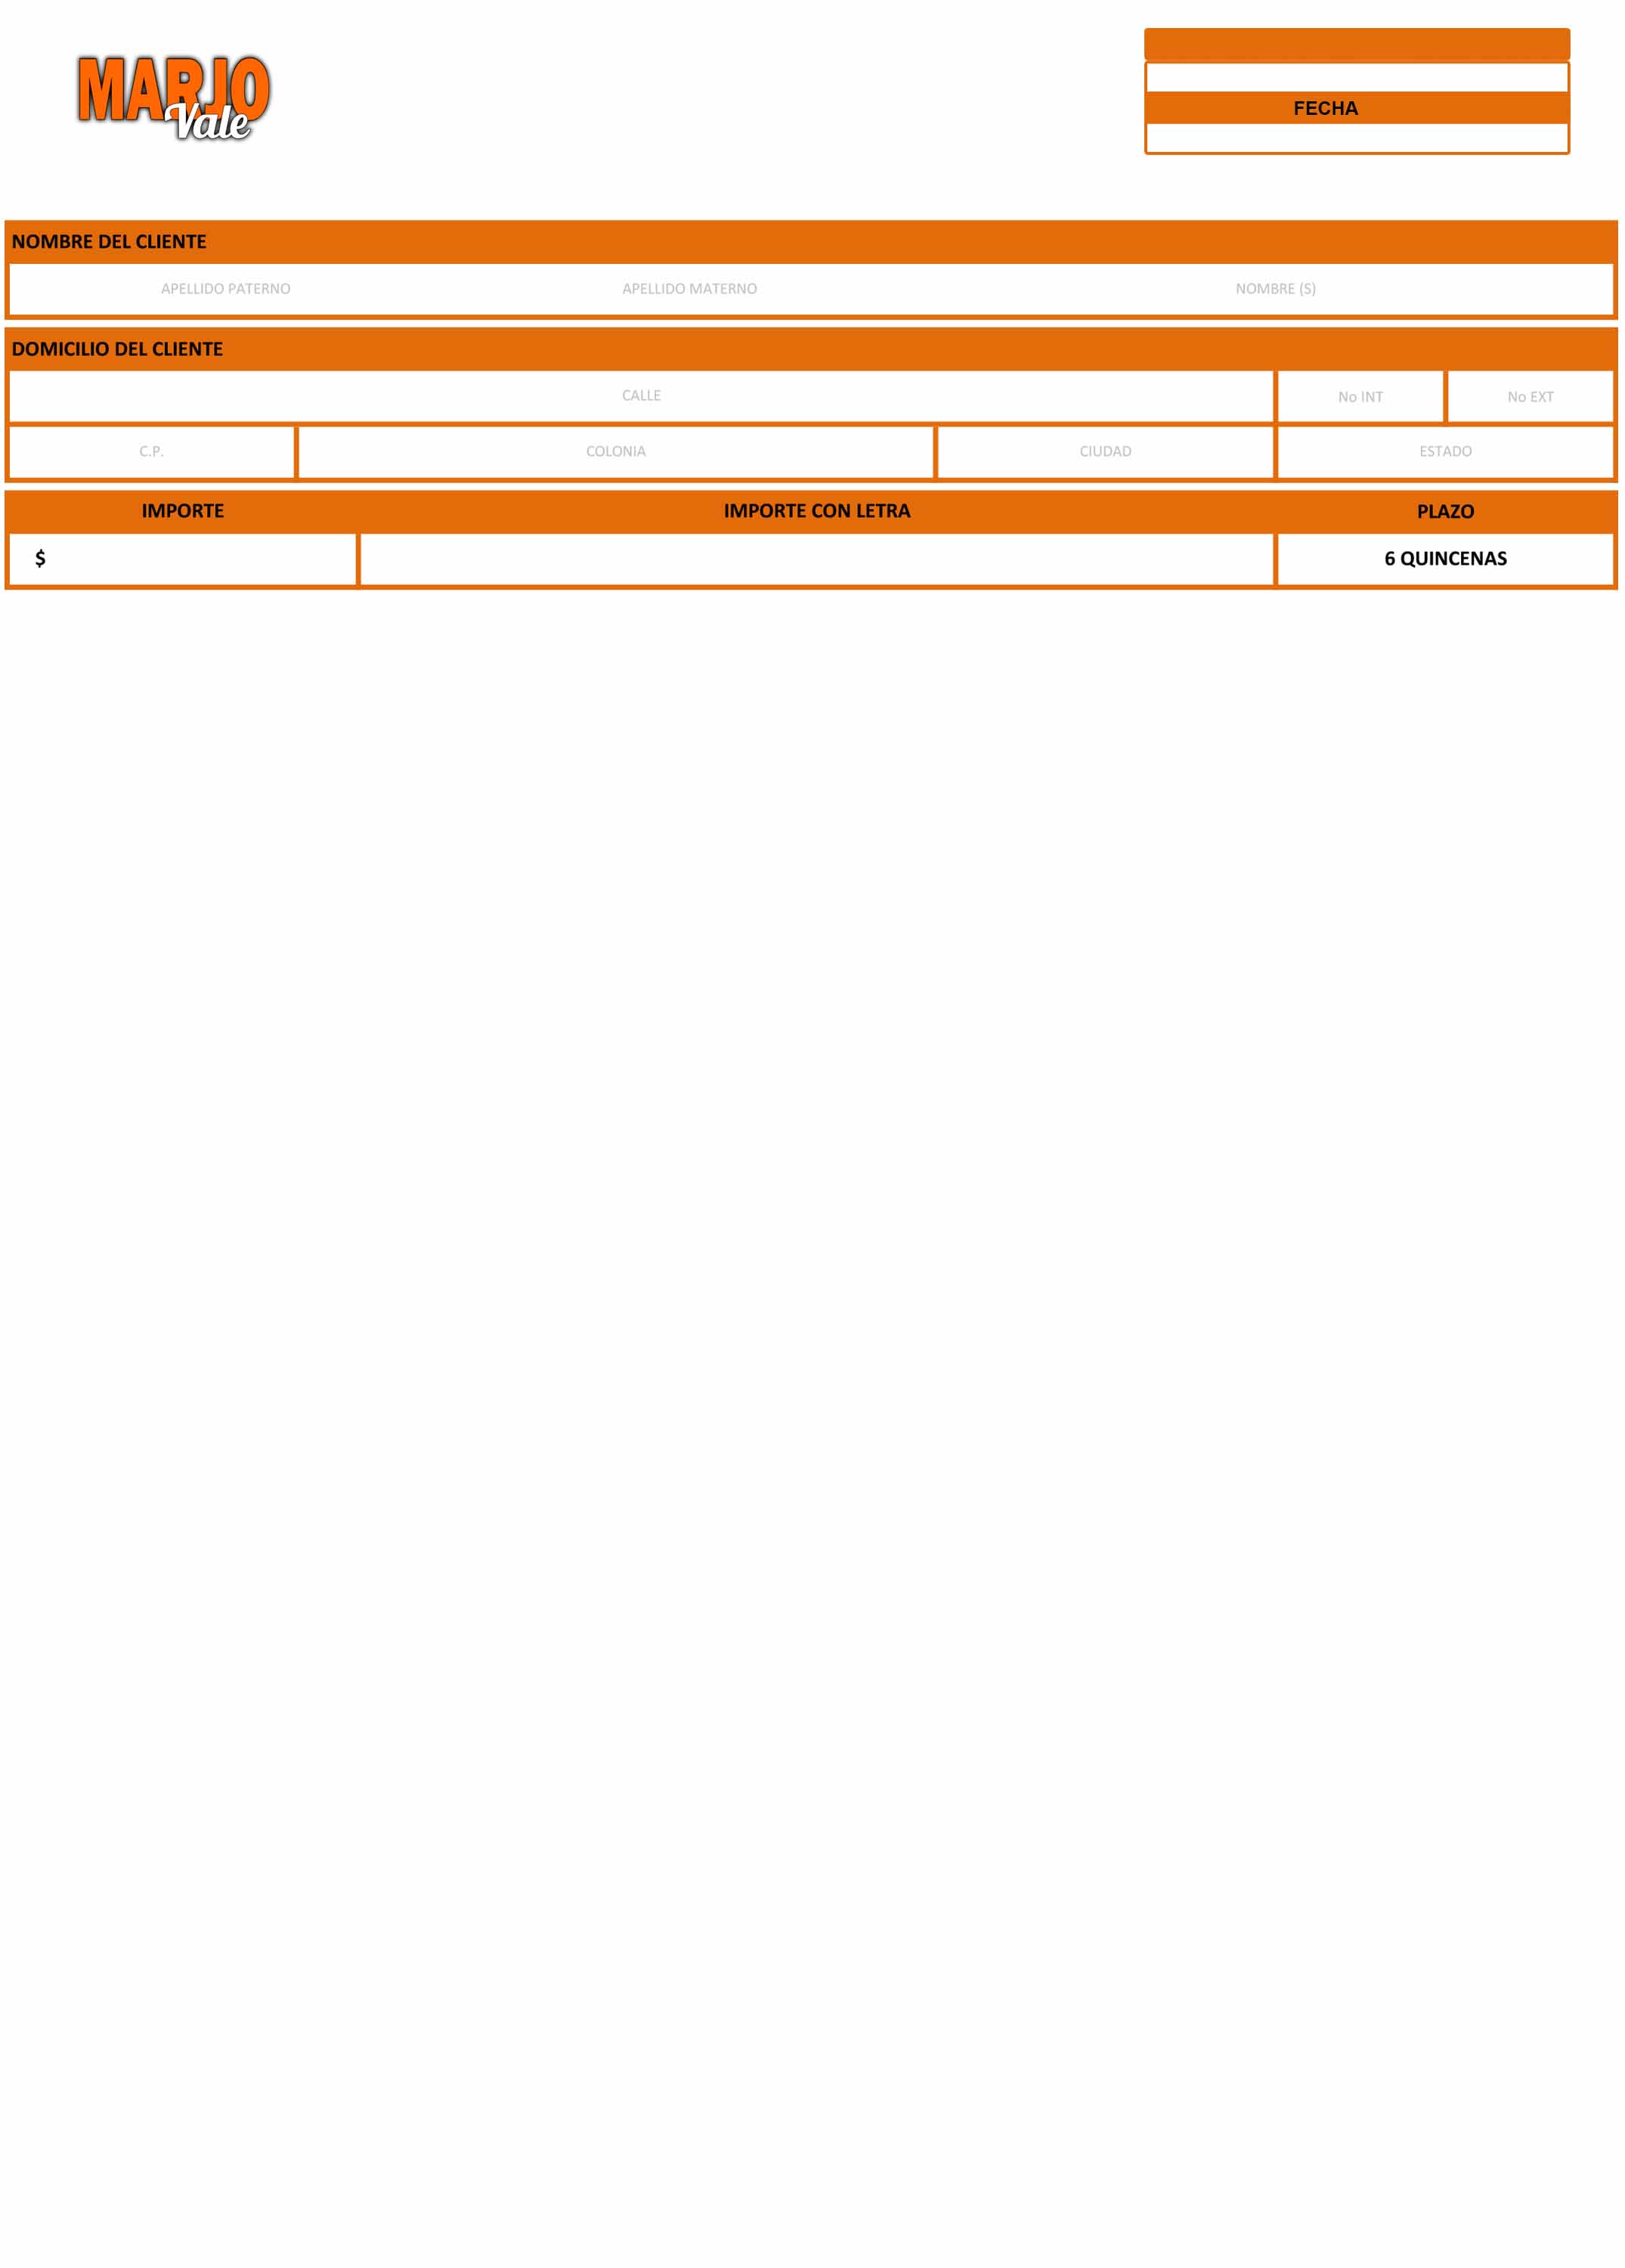 MARJO
Vale
FECHA
NOMBRE DEL CLIENTE
APELLIDO PATERNO APELLIDO MATERNO NOMBRE (S)
DOMICILIO DEL CLIENTE
CALLE No INT No EXT
C.P. COLONIA CIUDAD ESTADO
IMPORTE IMPORTE CON LETRA PLAZO
$ 6 QUINCENAS